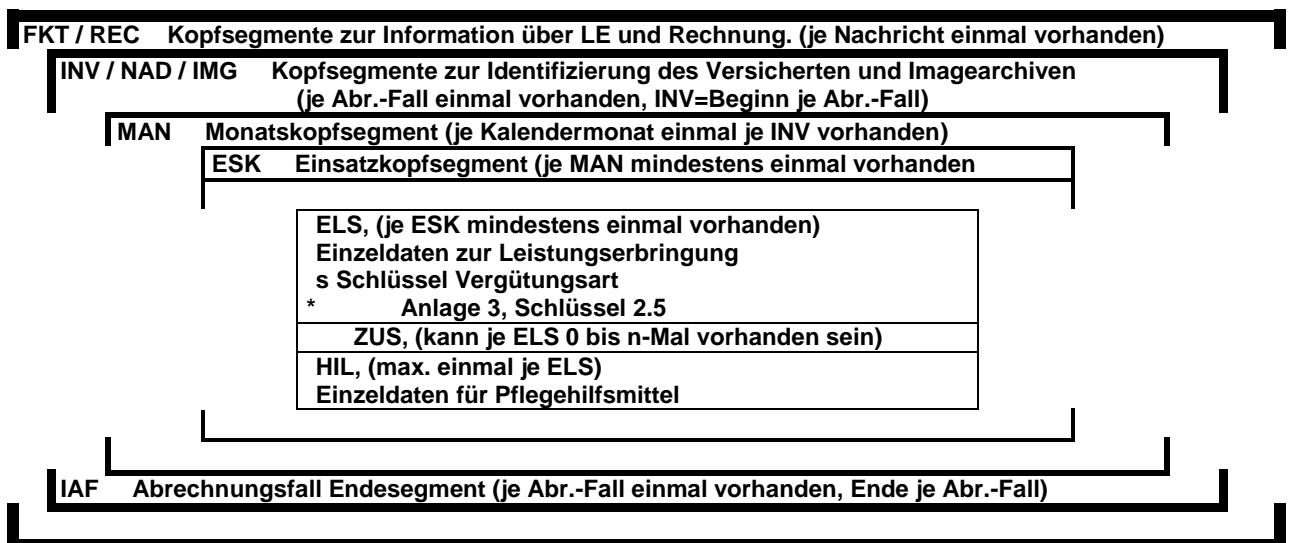 FKT / REC Kopfsegmente zur Information über LE und Rechnung. (je Nachricht einmal vorhanden)
INV / NAD / IMG Kopfsegmente zur Identifizierung des Versicherten und Imagearchiven
(je Abr.-Fall einmal vorhanden, INV=Beginn je Abr.-Fall)
MAN Monatskopfsegment (je Kalendermonat einmal je INV vorhanden)
ESK Einsatzkopfsegment (je MAN mindestens einmal vorhanden
ELS, (je ESK mindestens einmal vorhanden)
Einzeldaten zur Leistungserbringung
s Schlüssel Vergütungsart
* Anlage 3, Schlüssel 2.5
ZUS, (kann je ELS 0 bis n-Mal vorhanden sein)
HIL, (max. einmal je ELS)
Einzeldaten für Pflegehilfsmittel
IAF Abrechnungsfall Endesegment (je Abr.-Fall einmal vorhanden, Ende je Abr.-Fall)